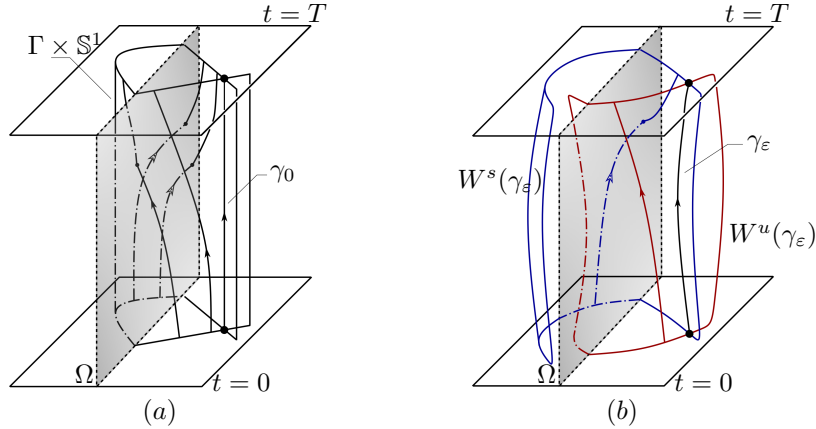 t = T
Γ × 𝕊¹
γ₀
Ω
t = 0
(a)
t = T
γ_ε
W^s(γ_ε)
W^u(γ_ε)
Ω
t = 0
(b)